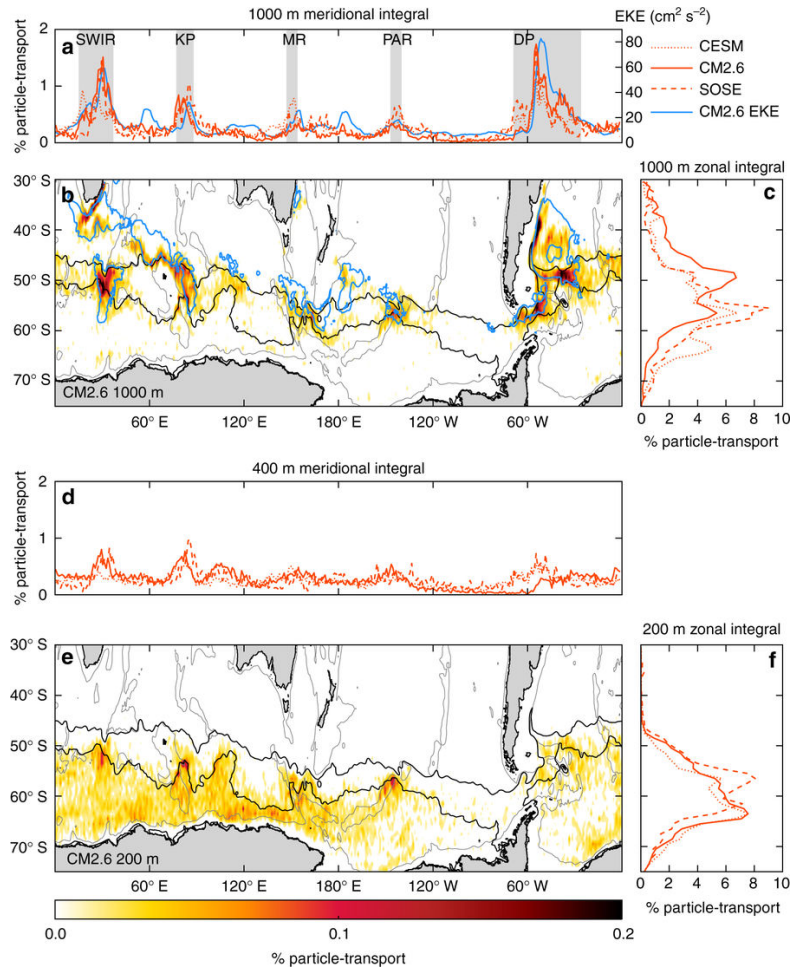 1000 m meridional integral
EKE (cm² s⁻²)
a
SWIR
KP
MR
PAR
DP
% particle-transport
2
1
0
80
60
40
20
0
CESM
CM2.6
SOSE
CM2.6 EKE
1000 m zonal integral
b
c
30° S
40° S
50° S
60° S
70° S
CM2.6 1000 m
60° E
120° E
180° W
120° W
60° W
0 2 4 6 8 10
% particle-transport
400 m meridional integral
d
% particle-transport
2
1
0
200 m zonal integral
e
f
30° S
40° S
50° S
60° S
70° S
CM2.6 200 m
60° E
120° E
180° W
120° W
60° W
0 2 4 6 8 10
% particle-transport
0.0
0.1
0.2
% particle-transport